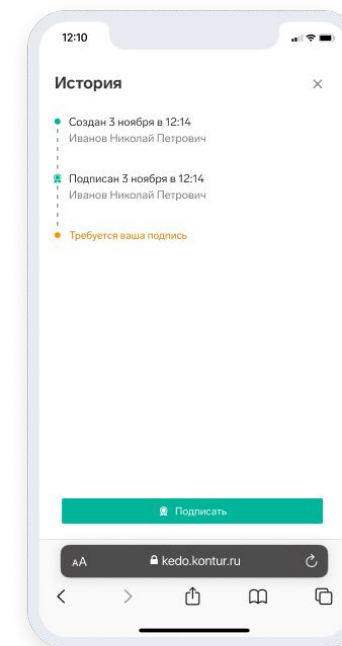 12:10
История
Создан 3 ноября в 12:14
Иванов Николай Петрович
Подписан 3 ноября в 12:14
Иванов Николай Петрович
Требуется ваша подпись
Подписать
AA
kedo.kontur.ru